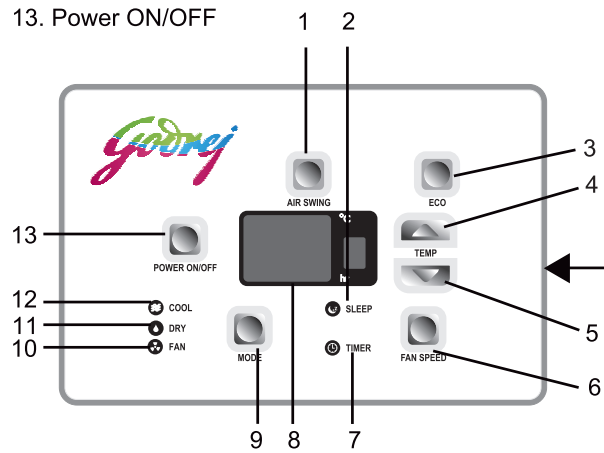 13. Power ON/OFF
1
2
Godrej
3
AIR SWING
ECO
4
°C
TEMP
13
POWER ON/OFF
hr
5
12
COOL
SLEEP
11
DRY
10
FAN
MODE
TIMER
FAN SPEED
6
9
8
7